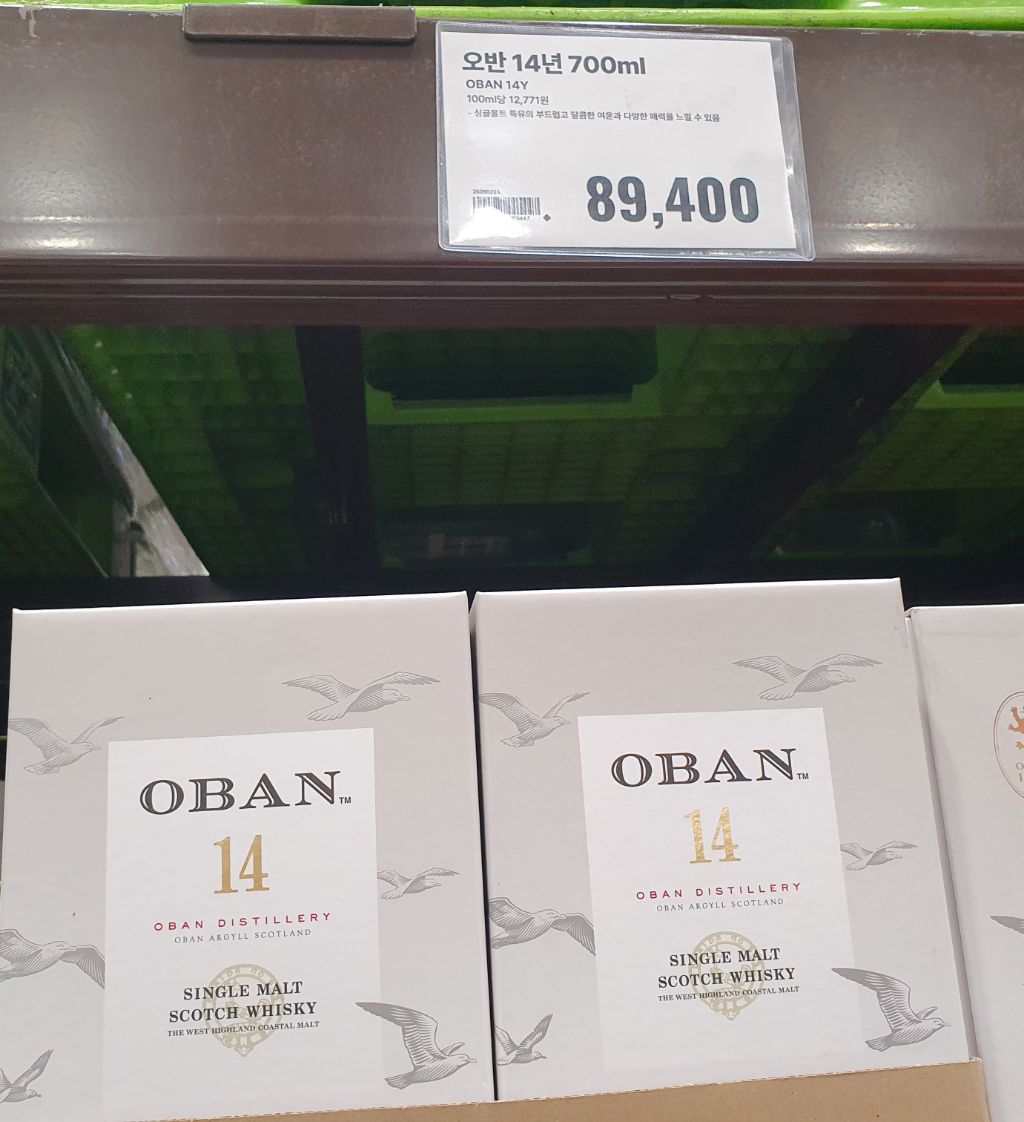 오반 14년 700ml
OBAN 14Y
100ml당 12,771원
- 싱글몰트 특유의 부드럽고 달콤한 여운과 다양한 매력을 느낄 수 있음
89,400
OBAN™
14
OBAN DISTILLERY
OBAN ARGYLL SCOTLAND
SINGLE MALT
SCOTCH WHISKY
THE WEST HIGHLAND COASTAL MALT
OBAN™
14
OBAN DISTILLERY
OBAN ARGYLL SCOTLAND
SINGLE MALT
SCOTCH WHISKY
THE WEST HIGHLAND COASTAL MALT